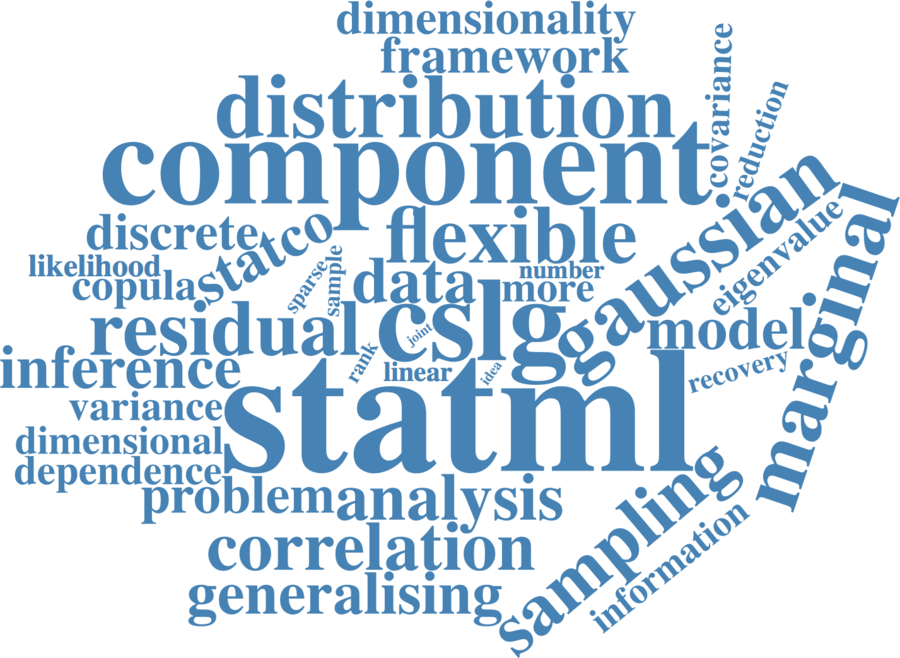 dimensionality
framework
covariance
reduction
distribution
component
gaussian
marginal
eigenvalue
discrete
statco
flexible
likelihood
copula
sparse
sample
data
number
more
residual
cslg
joint
model
inference
rank
linear
idea
recovery
variance
statml
dimensional
dependence
problem
analysis
sampling
information
correlation
generalising